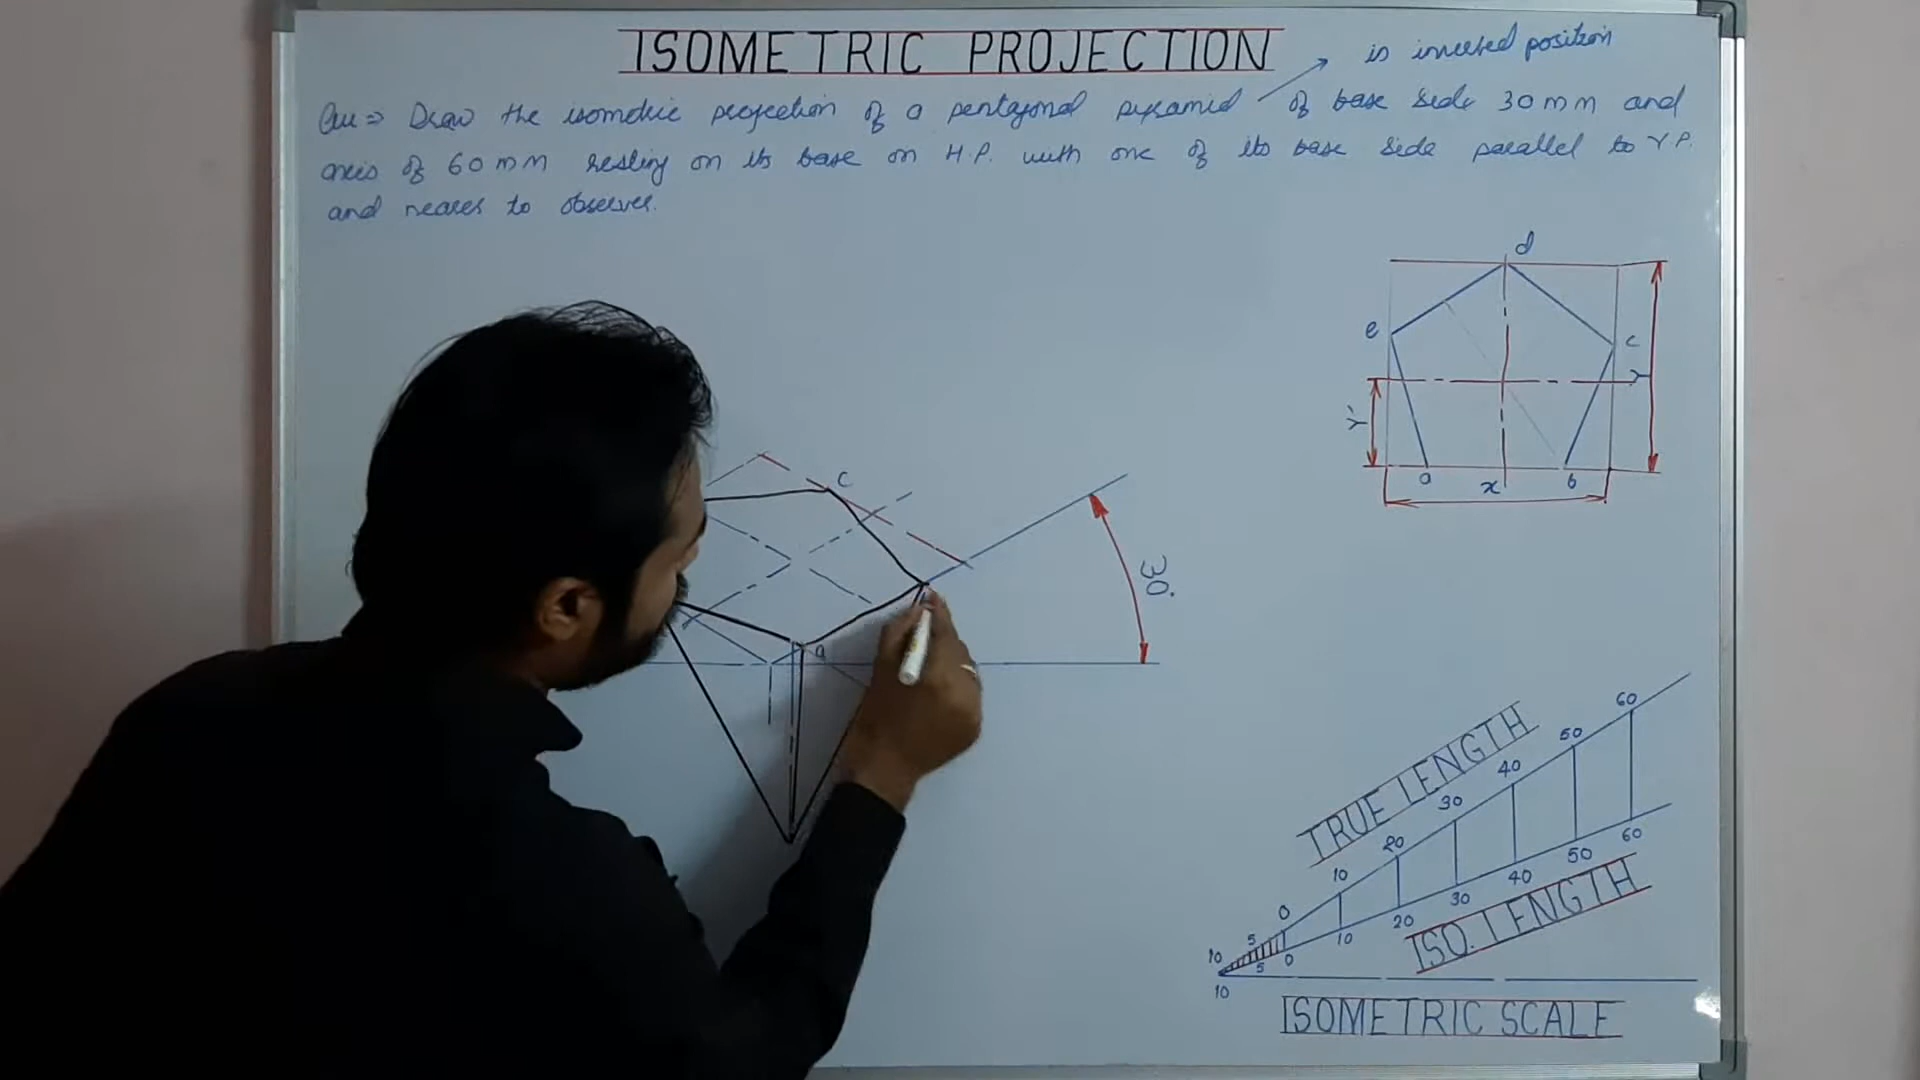 ISOMETRIC PROJECTION
is inverted position
Qu ⇒ Draw the isometric projection of a pentagonal pyramid of base side 30 mm and
axis of 60 mm resting on its base on H.P. with one of its base side parallel to V.P.
and nearer to observer.
d
e
c
Y
Y'
a
x
b
c
30°
a
TRUE LENGTH
10 5 0 10 20 30 40 50 60
10 5 0 10 20 30 40 50 60
ISO. LENGTH
ISOMETRIC SCALE